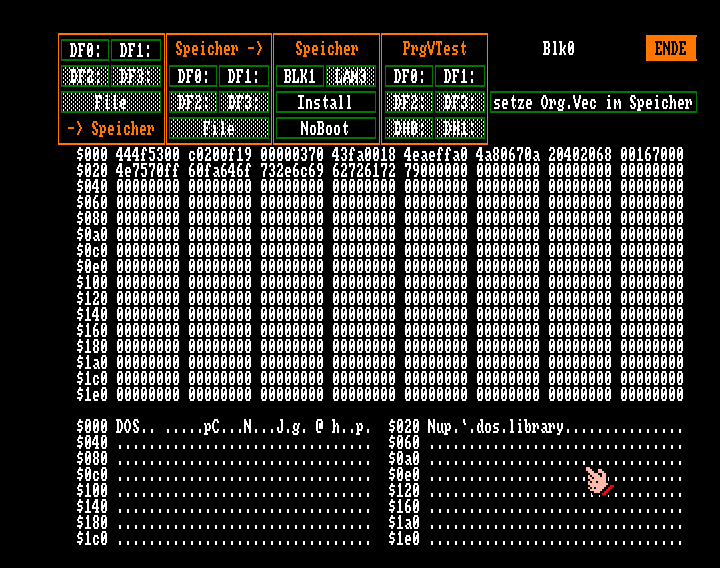 DF0: DF1: Speicher -> Speicher PrgVTest Blk0 ENDE
DF2: DF3: DF0: DF1: BLK1 LAM3 DF0: DF1:
File DF2: DF3: Install DF2: DF3: setze Org.Vec im Speicher
-> Speicher File NoBoot DH0: DH1:
$000 444f5300 c0200f19 00000370 43fa0018 4eaeffa0 4a80670a 20402068 00167000
$020 4e7570ff 60fa646f 732e6c69 62726172 79000000 00000000 00000000 00000000
$040 00000000 00000000 00000000 00000000 00000000 00000000 00000000 00000000
$060 00000000 00000000 00000000 00000000 00000000 00000000 00000000 00000000
$080 00000000 00000000 00000000 00000000 00000000 00000000 00000000 00000000
$0a0 00000000 00000000 00000000 00000000 00000000 00000000 00000000 00000000
$0c0 00000000 00000000 00000000 00000000 00000000 00000000 00000000 00000000
$0e0 00000000 00000000 00000000 00000000 00000000 00000000 00000000 00000000
$100 00000000 00000000 00000000 00000000 00000000 00000000 00000000 00000000
$120 00000000 00000000 00000000 00000000 00000000 00000000 00000000 00000000
$140 00000000 00000000 00000000 00000000 00000000 00000000 00000000 00000000
$160 00000000 00000000 00000000 00000000 00000000 00000000 00000000 00000000
$180 00000000 00000000 00000000 00000000 00000000 00000000 00000000 00000000
$1a0 00000000 00000000 00000000 00000000 00000000 00000000 00000000 00000000
$1c0 00000000 00000000 00000000 00000000 00000000 00000000 00000000 00000000
$1e0 00000000 00000000 00000000 00000000 00000000 00000000 00000000 00000000
$000 DOS.. .....pC...N...J.g. @ h..p. $020 Nup.`.dos.library...............
$040 ................................ $060 ................................
$080 ................................ $0a0 ................................
$0c0 ................................ $0e0 ................................
$100 ................................ $120 ................................
$140 ................................ $160 ................................
$180 ................................ $1a0 ................................
$1c0 ................................ $1e0 ................................